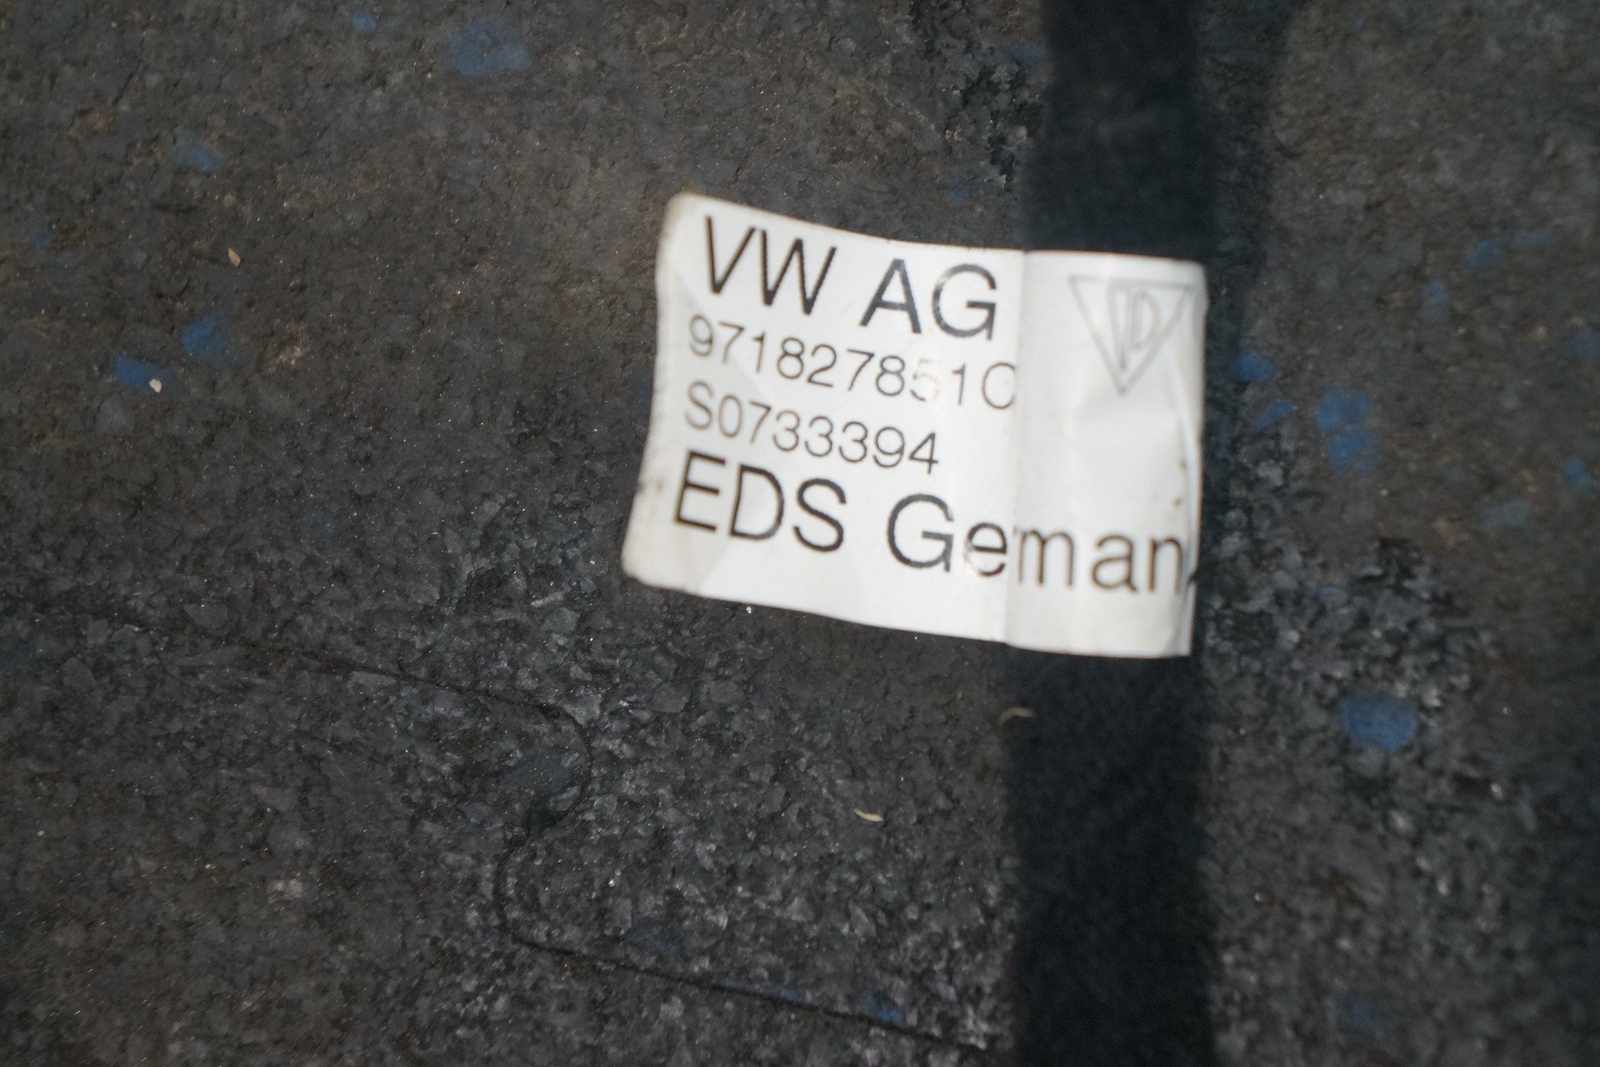 VW AG
971827851C
S0733394
EDS Geman